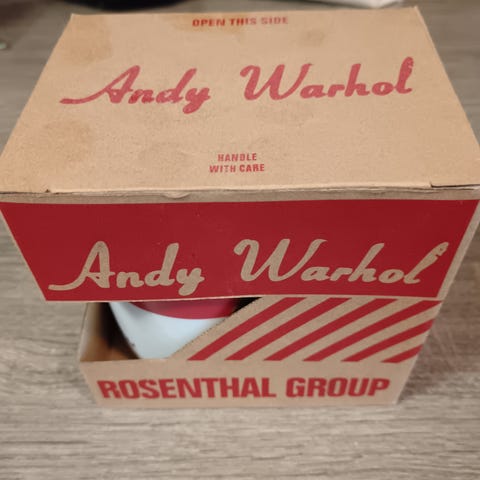 OPEN THIS SIDE
Andy Warhol
HANDLE
WITH CARE
Andy Warhol
ROSENTHAL GROUP